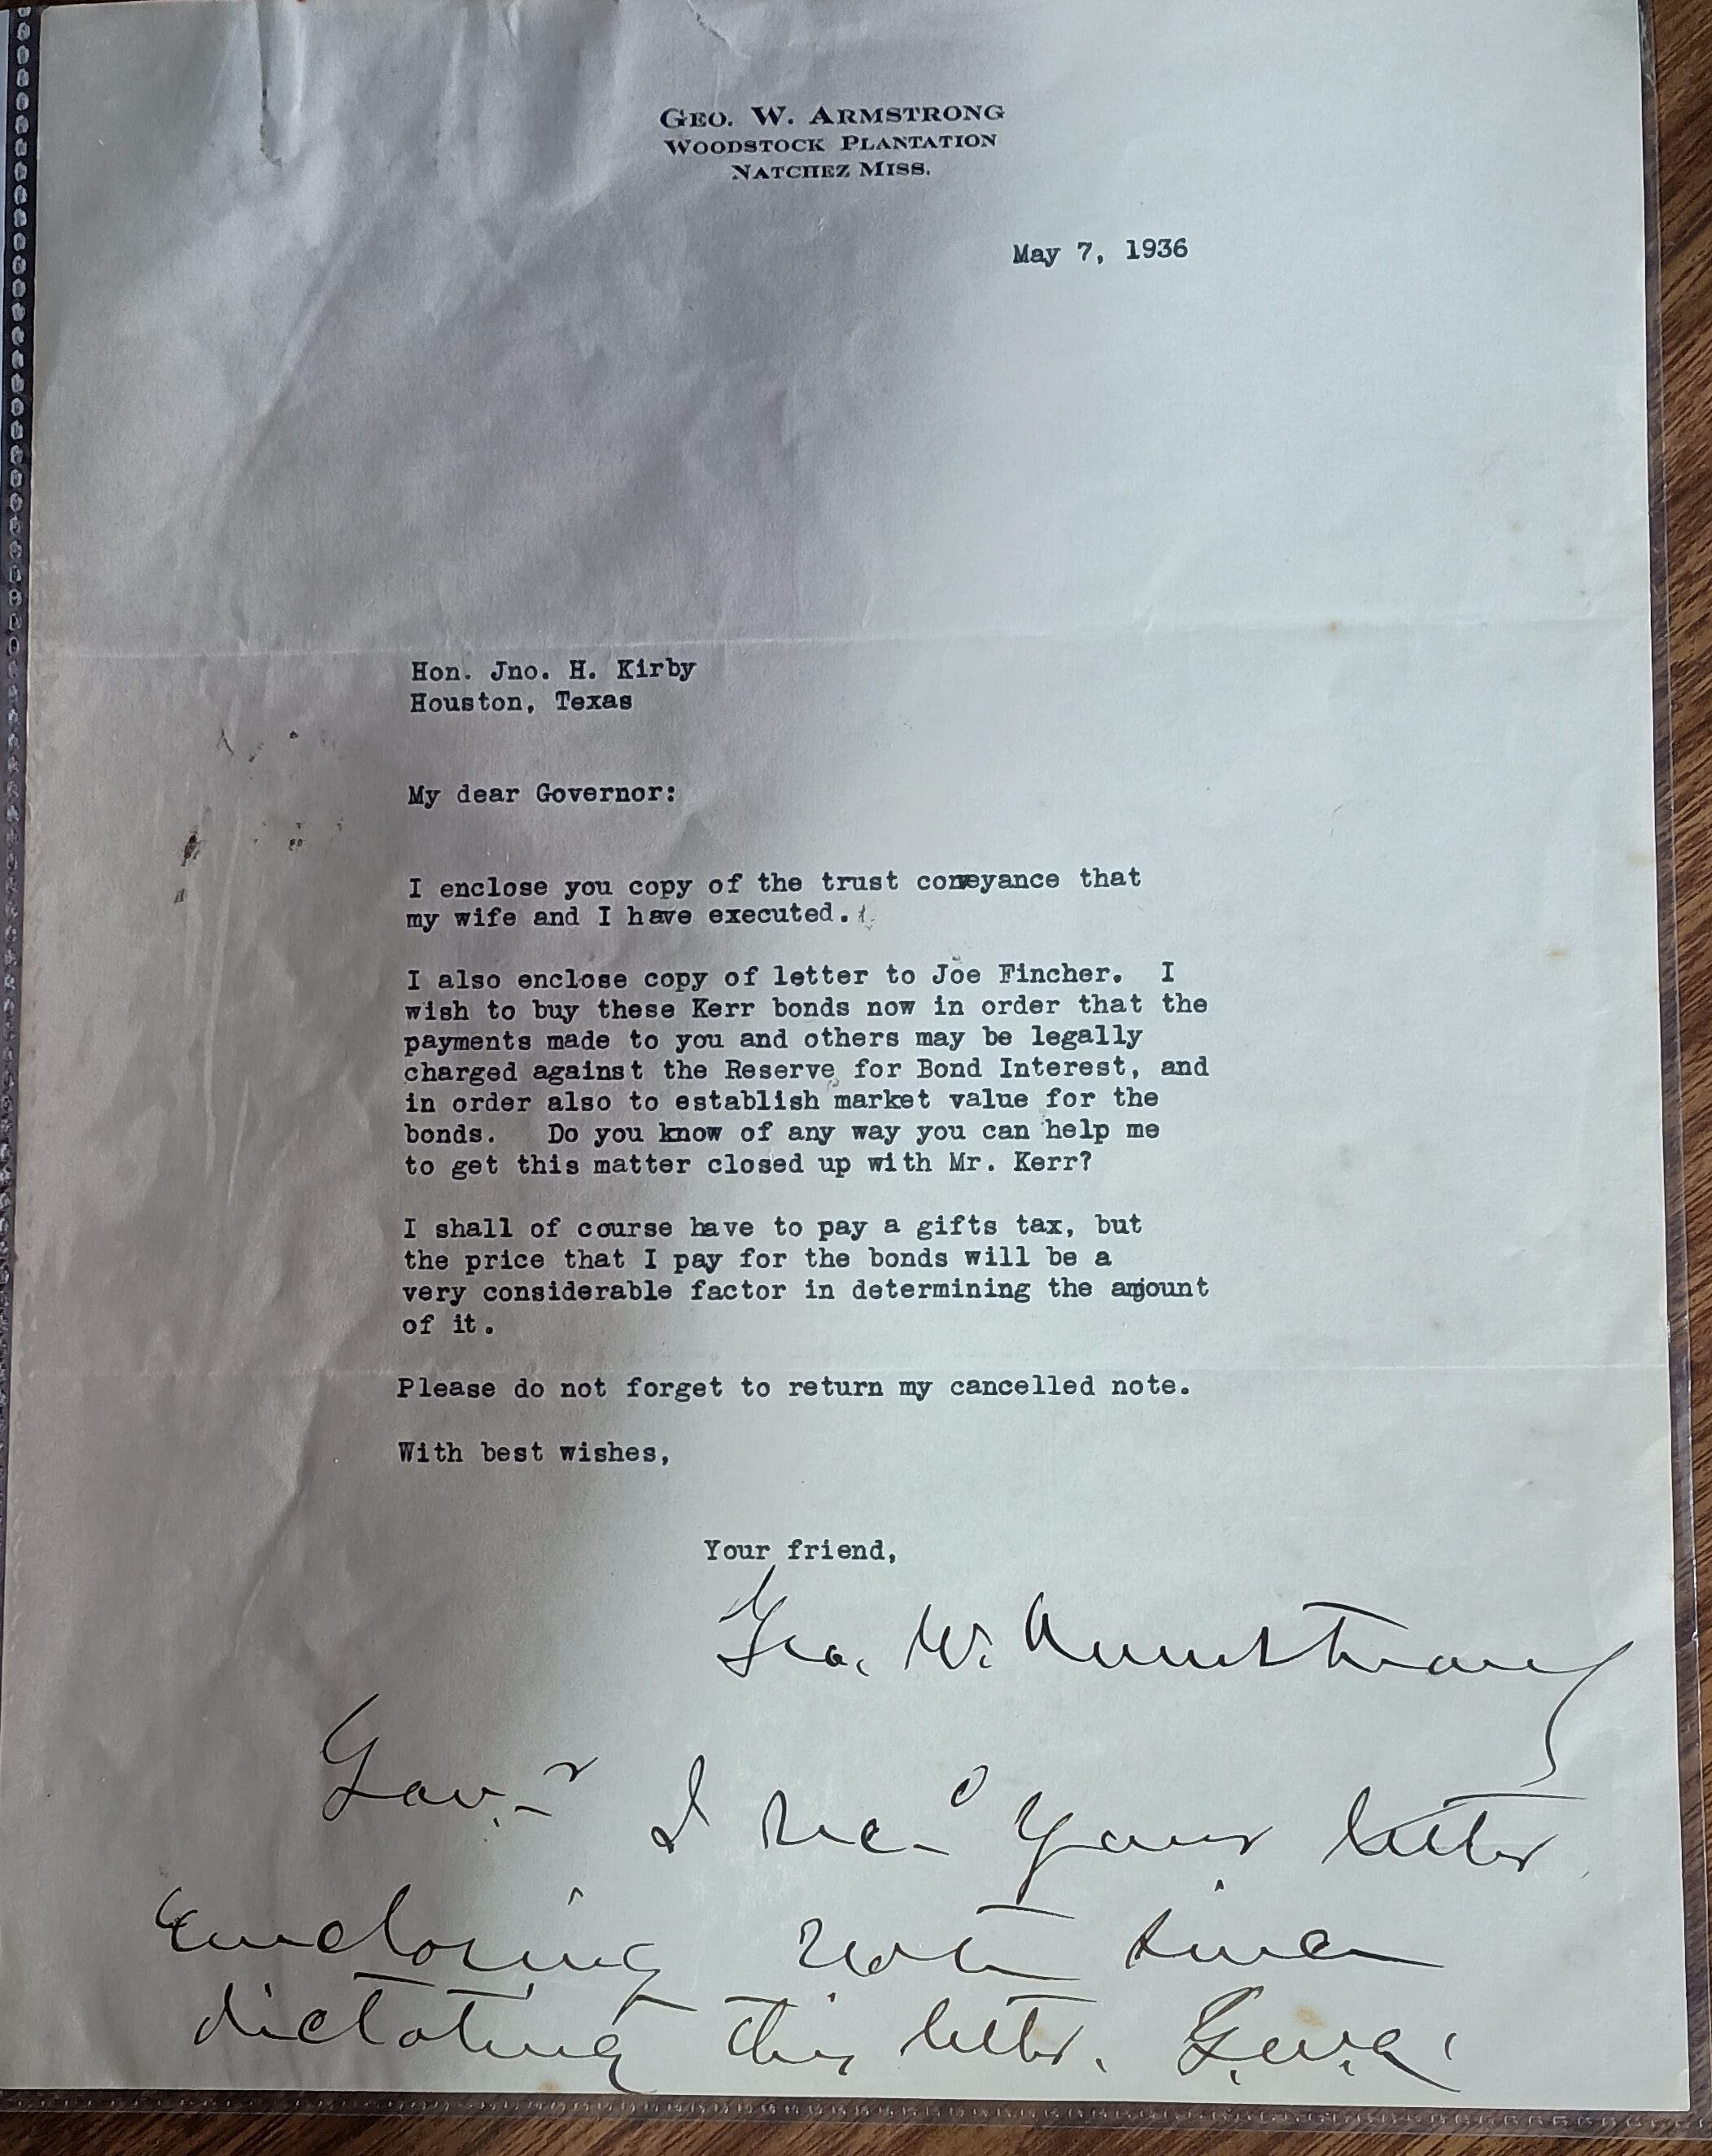 GEO. W. ARMSTRONG
WOODSTOCK PLANTATION
NATCHEZ MISS.
May 7, 1936
Hon. Jno. H. Kirby
Houston, Texas
My dear Governor:
I enclose you copy of the trust conveyance that
my wife and I have executed.
I also enclose copy of letter to Joe Fincher. I
wish to buy these Kerr bonds now in order that the
payments made to you and others may be legally
charged against the Reserve for Bond Interest, and
in order also to establish market value for the
bonds. Do you know of any way you can help me
to get this matter closed up with Mr. Kerr?
I shall of course have to pay a gifts tax, but
the price that I pay for the bonds will be a
very considerable factor in determining the amount
of it.
Please do not forget to return my cancelled note.
With best wishes,
Your friend,
Geo. W. Armstrong
Gov.r
I recd your letter
enclosing note since
dictating this letter. G.W.A.